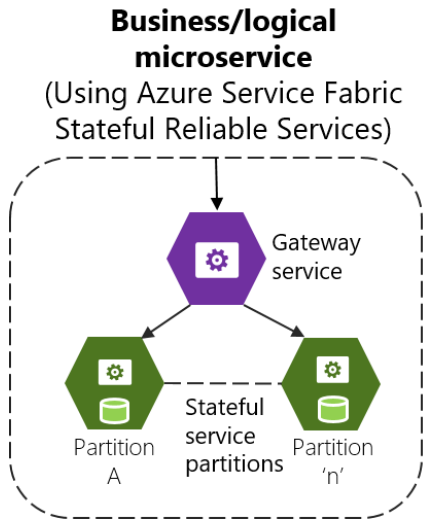 Business/logical
microservice
(Using Azure Service Fabric
Stateful Reliable Services)
Gateway
service
Stateful
service
partitions
Partition
A
Partition
‘n’